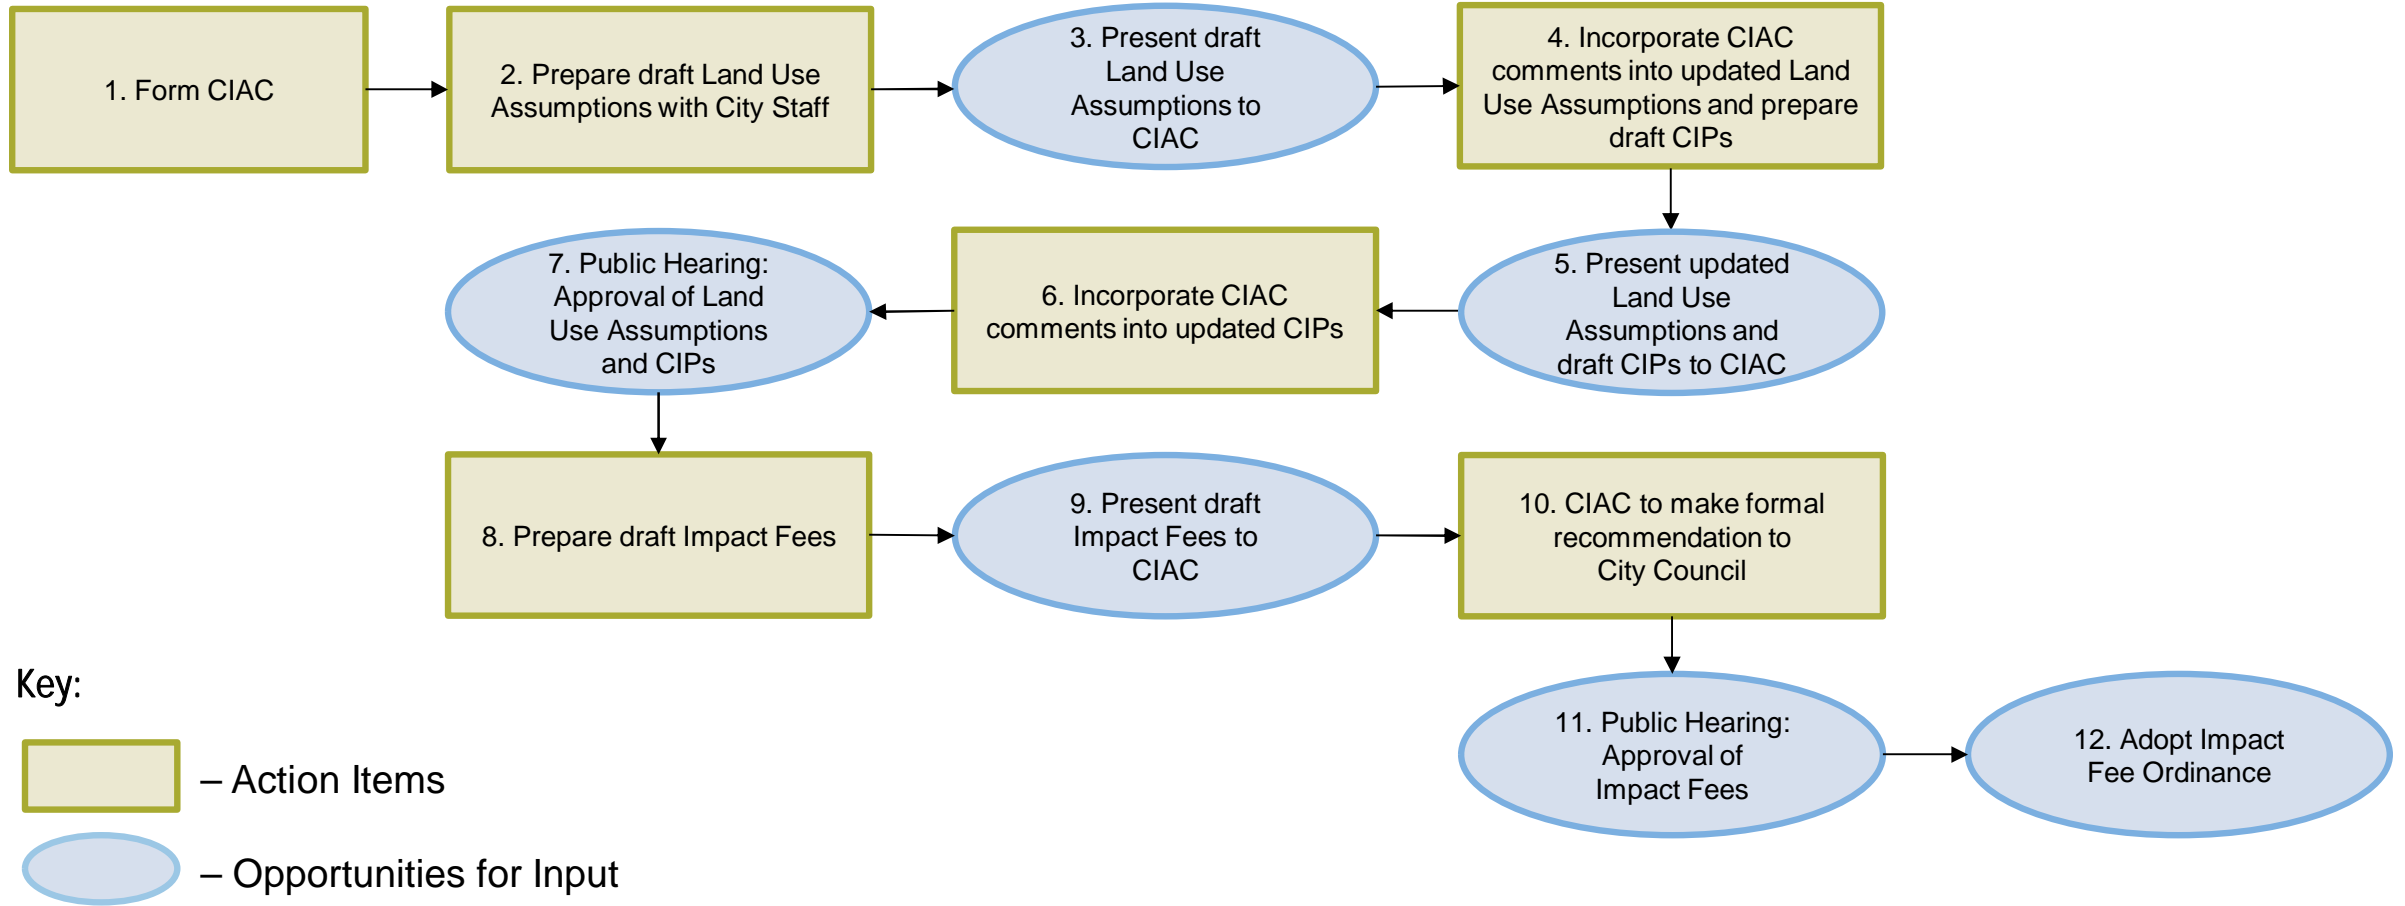 1. Form CIAC
2. Prepare draft Land Use
Assumptions with City Staff
3. Present draft
Land Use
Assumptions to
CIAC
4. Incorporate CIAC
comments into updated Land
Use Assumptions and prepare
draft CIPs
5. Present updated
Land Use
Assumptions and
draft CIPs to CIAC
6. Incorporate CIAC
comments into updated CIPs
7. Public Hearing:
Approval of Land
Use Assumptions
and CIPs
8. Prepare draft Impact Fees
9. Present draft
Impact Fees to
CIAC
10. CIAC to make formal
recommendation to
City Council
11. Public Hearing:
Approval of
Impact Fees
12. Adopt Impact
Fee Ordinance
Key:
– Action Items
– Opportunities for Input